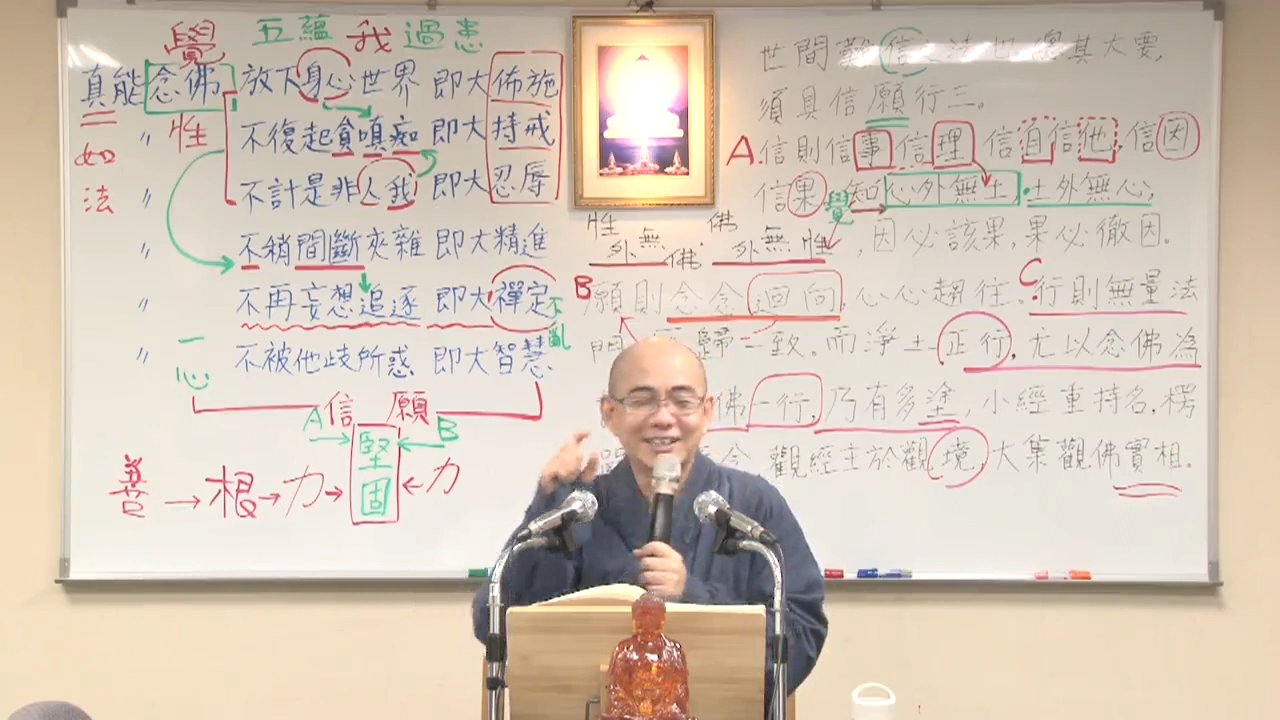 覺
五蘊我過患
真能念佛 放下身心世界 即大佈施
二 〃 性 不復起貪嗔痴 即大持戒
如
法 〃 不計是非人我 即大忍辱
〃 不稍間斷夾雜 即大精進
〃 不再妄想追逐 即大禪定 不亂
〃 一心 不被他歧所惑 即大智慧
A 信 願 B
堅固
善→根→力→ ←力
世間難信之法也 其大要,
須具信願行三。
A.信則信事信理 信自信他,信因
信果,知心外無土,土外無心,
覺
性外無佛.佛外無性
,因必該果,果必徹因。
B願則念念迴向,心心趨往。C.行則無量法
門 歸一致。而淨土正行,尤以念佛為
佛一行,乃有多塗,小經重持名,楞
念 觀經主於觀境,大集觀佛實相。